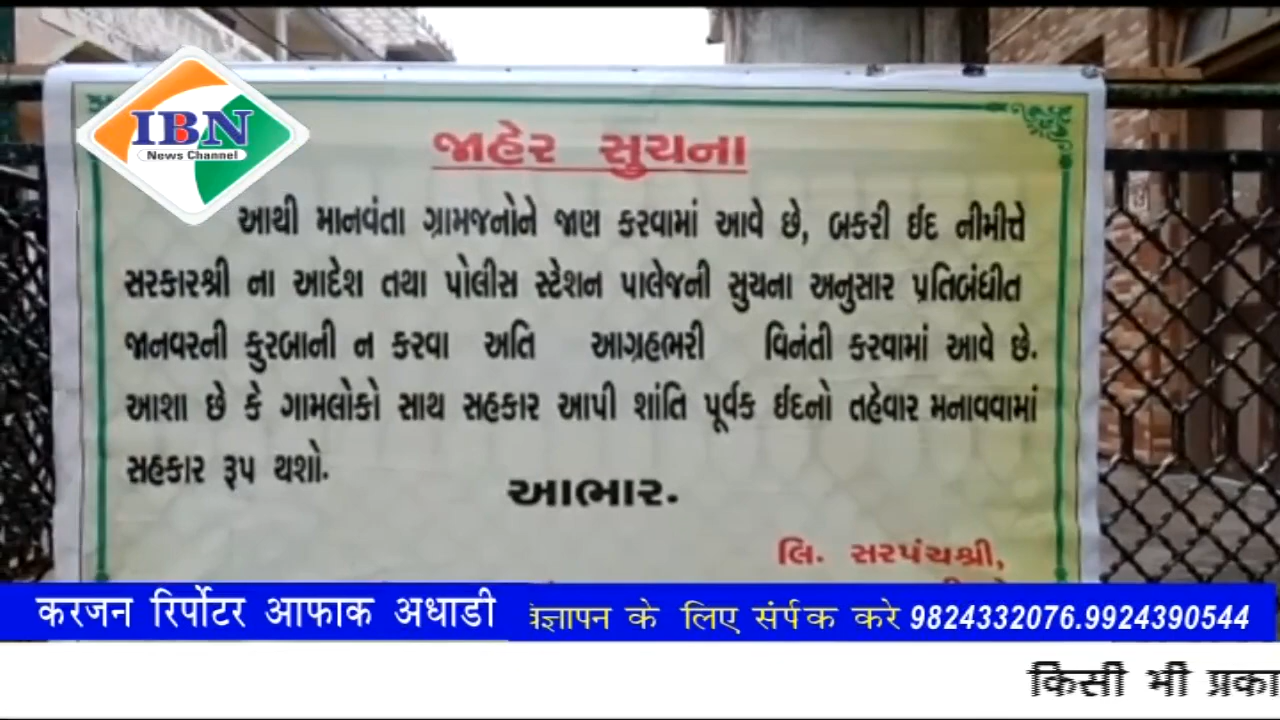 IBN
News Channel
જાહેર સુચના
આથી માનવંતા ગ્રામજનોને જાણ કરવામાં આવે છે, બકરી ઈદ નીમીત્તે
સરકારશ્રી ના આદેશ તથા પોલીસ સ્ટેશન પાલેજની સુચના અનુસાર પ્રતિબંધીત
જાનવરની કુરબાની ન કરવા અતિ આગ્રહભરી વિનંતી કરવામાં આવે છે.
આશા છે કે ગામલોકો સાથ સહકાર આપી શાંતિ પૂર્વક ઈદનો તહેવાર મનાવવામાં
સહકાર રૂપ થશો.
આભાર.
લિ. સરપંચશ્રી,
करजन रिर्पोटर आफाक अधाडी
के लिए संर्पक करे 9824332076.9924390544
किसी भी